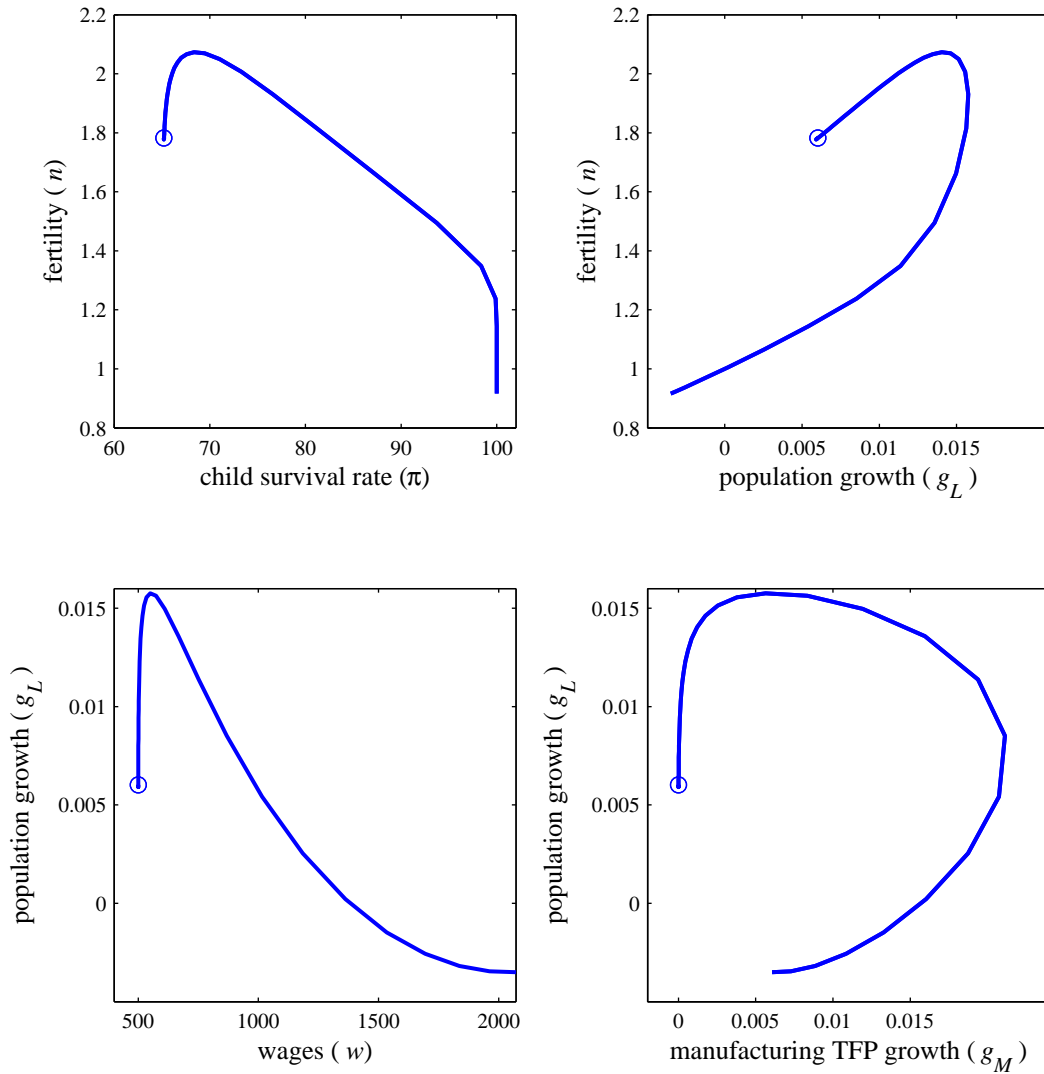 2.2
2
1.8
1.6
1.4
1.2
1
0.8
60 70 80 90 100
fertility ( n)
child survival rate (π)
2.2
2
1.8
1.6
1.4
1.2
1
0.8
0 0.005 0.01 0.015
fertility ( n)
population growth ( g_L )
0.015
0.01
0.005
0
500 1000 1500 2000
population growth ( g_L )
wages ( w)
0.015
0.01
0.005
0
0 0.005 0.01 0.015
population growth ( g_L )
manufacturing TFP growth ( g_M )